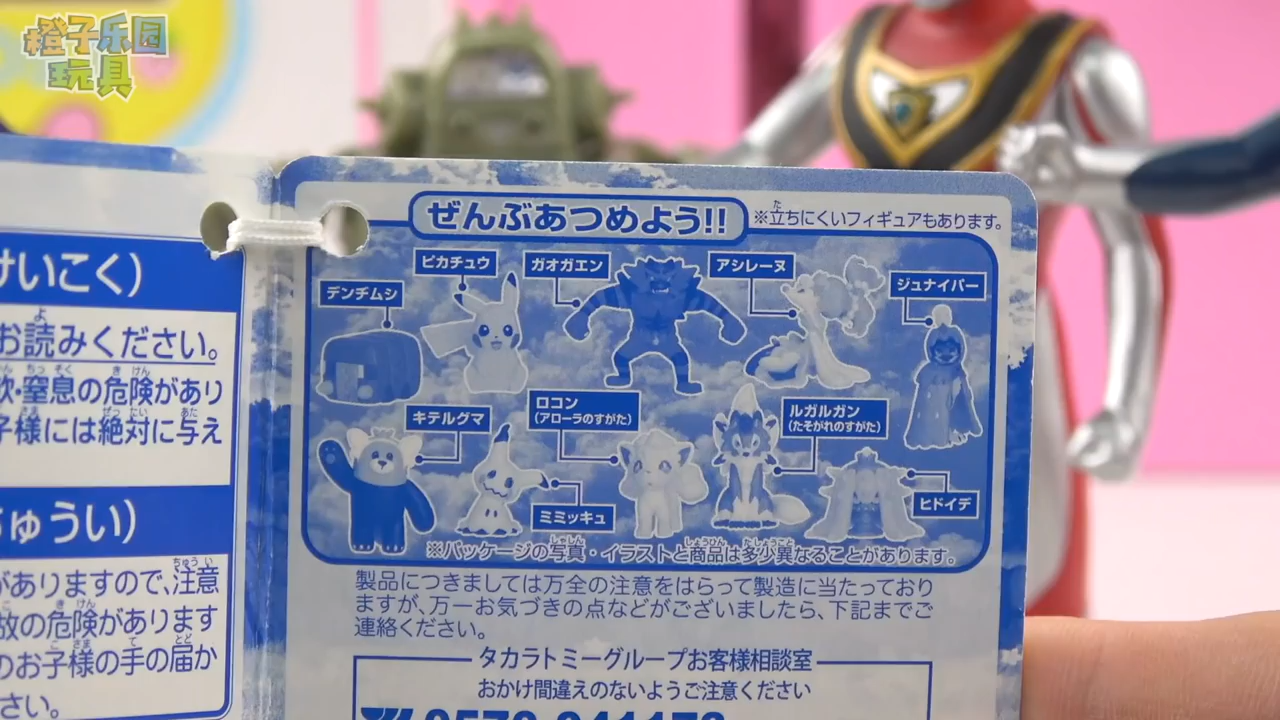 橙子乐园
玩具
けいこく)
お読みください。
歓・窒息の危険があり
子様には絶対に与え
ちゅうい)
がありますので、注意
故の危険があります
のお子様の手の届か
さい。
ぜんぶあつめよう!!
※立ちにくいフィギュアもあります。
デンヂムシ
ピカチュウ
ガオガエン
アシレーヌ
ジュナイパー
キテルグマ
ミミッキュ
ロコン
(アローラのすがた)
ルガルガン
(たそがれのすがた)
ヒドイデ
※パッケージの写真・イラストと商品は多少異なることがあります。
製品につきましては万全の注意をはらって製造に当たっており
ますが、万一お気づきの点などがございましたら、下記までご
連絡ください。
タカラトミーグループお客様相談室
おかけ間違えのないようご注意ください